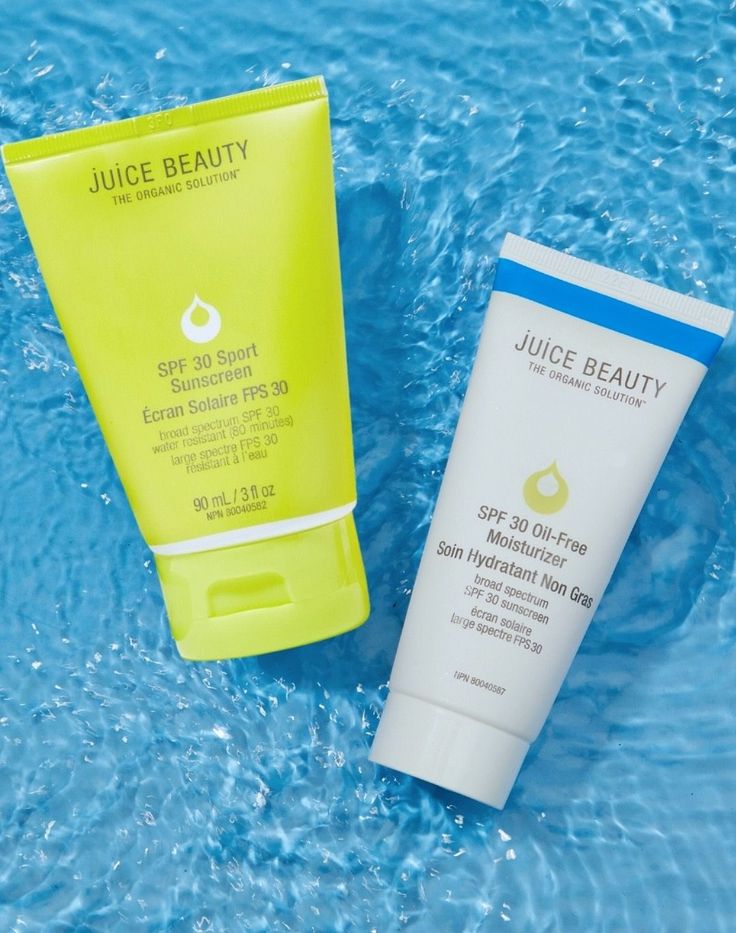 JUICE BEAUTY
THE ORGANIC SOLUTION™
SPF 30 Sport
Sunscreen
Écran Solaire FPS 30
broad spectrum SPF 30
water resistant (80 minutes)
large spectre FPS 30
résistant à l'eau
90 mL / 3 fl oz
NPN 80040582
JUICE BEAUTY
THE ORGANIC SOLUTION™
SPF 30 Oil-Free
Moisturizer
Soin Hydratant Non Gras
broad spectrum
SPF 30 sunscreen
écran solaire
large spectre FPS 30
NPN 80040587